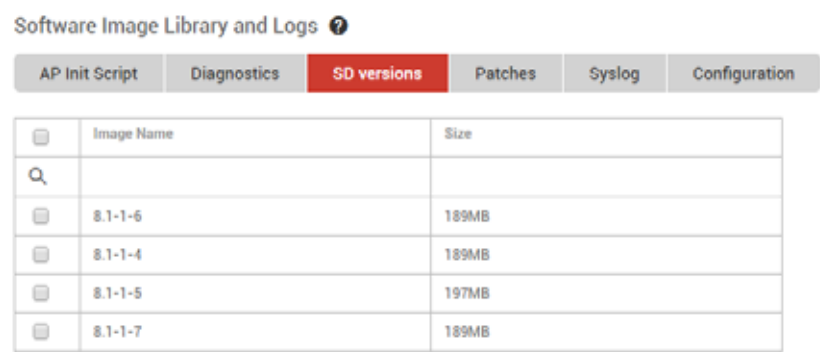 Software Image Library and Logs ?
AP Init Script Diagnostics SD versions Patches Syslog Configuration
Image Name Size
8.1-1-6 189MB
8.1-1-4 189MB
8.1-1-5 197MB
8.1-1-7 189MB